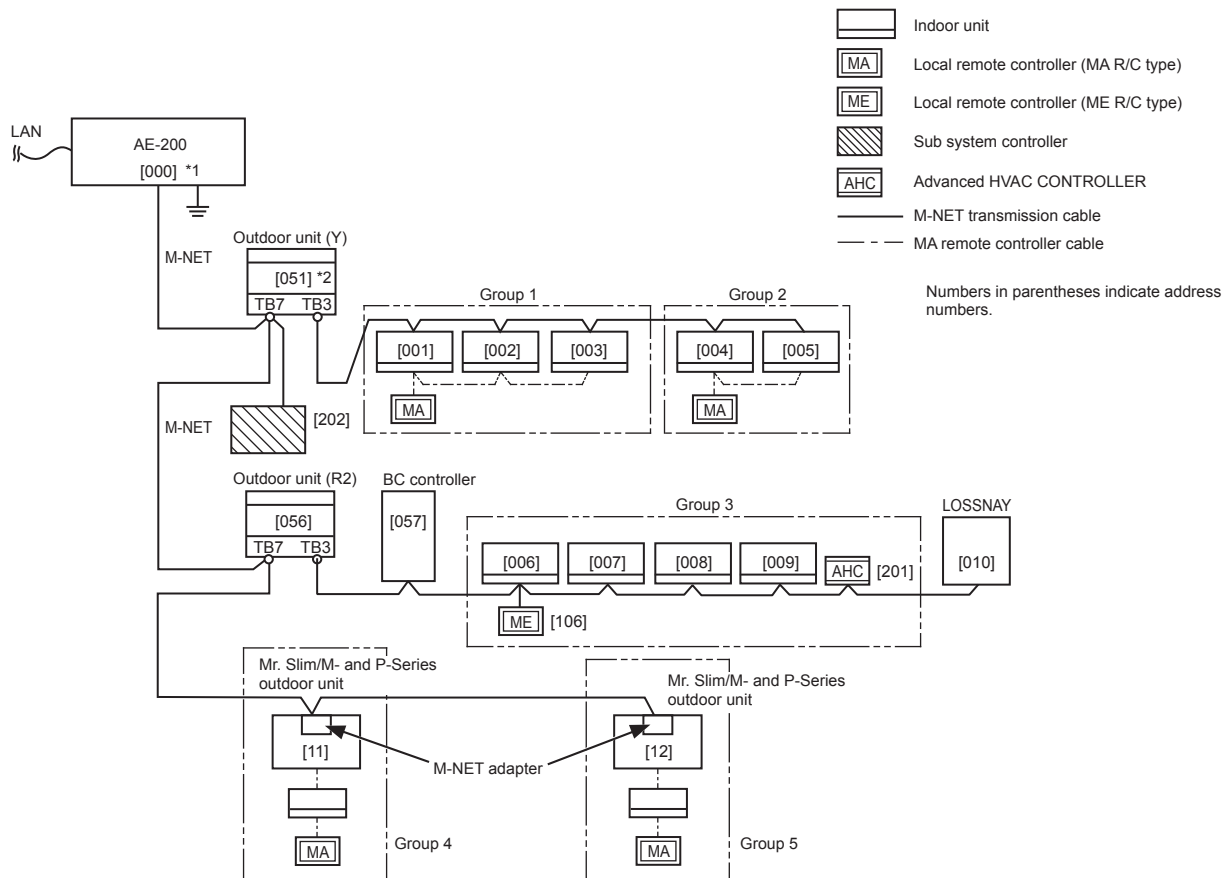 Indoor unit
MA Local remote controller (MA R/C type)
ME Local remote controller (ME R/C type)
Sub system controller
AHC Advanced HVAC CONTROLLER
M-NET transmission cable
MA remote controller cable
Numbers in parentheses indicate address
numbers.
LAN
AE-200
[000] *1
M-NET
Outdoor unit (Y)
[051] *2
TB7 TB3
Group 1
[001] [002] [003]
MA
Group 2
[004] [005]
MA
[202]
M-NET
Outdoor unit (R2)
[056]
TB7 TB3
BC controller
[057]
Group 3
[006] [007] [008] [009] AHC [201]
ME [106]
LOSSNAY
[010]
Mr. Slim/M- and P-Series
outdoor unit
[11]
MA
Group 4
M-NET adapter
Mr. Slim/M- and P-Series
outdoor unit
[12]
MA
Group 5